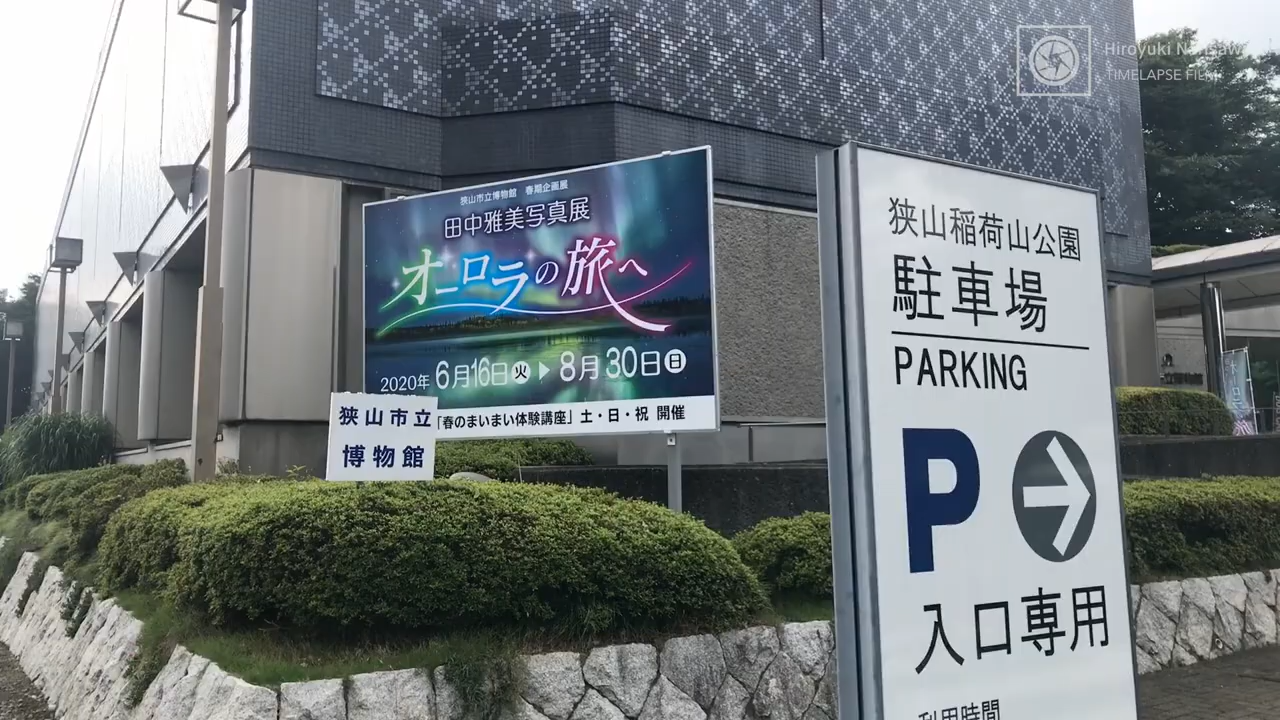 狭山市立博物館 春期企画展
田中雅美写真展
オーロラの旅へ
2020年 6月16日火 ▶ 8月30日日
「春のまいまい体験講座」土・日・祝 開催
狭山市立
博物館
狭山稲荷山公園
駐車場
PARKING
P
入口専用
利用時間
Hiroyuki
TIMELAPSE FILM